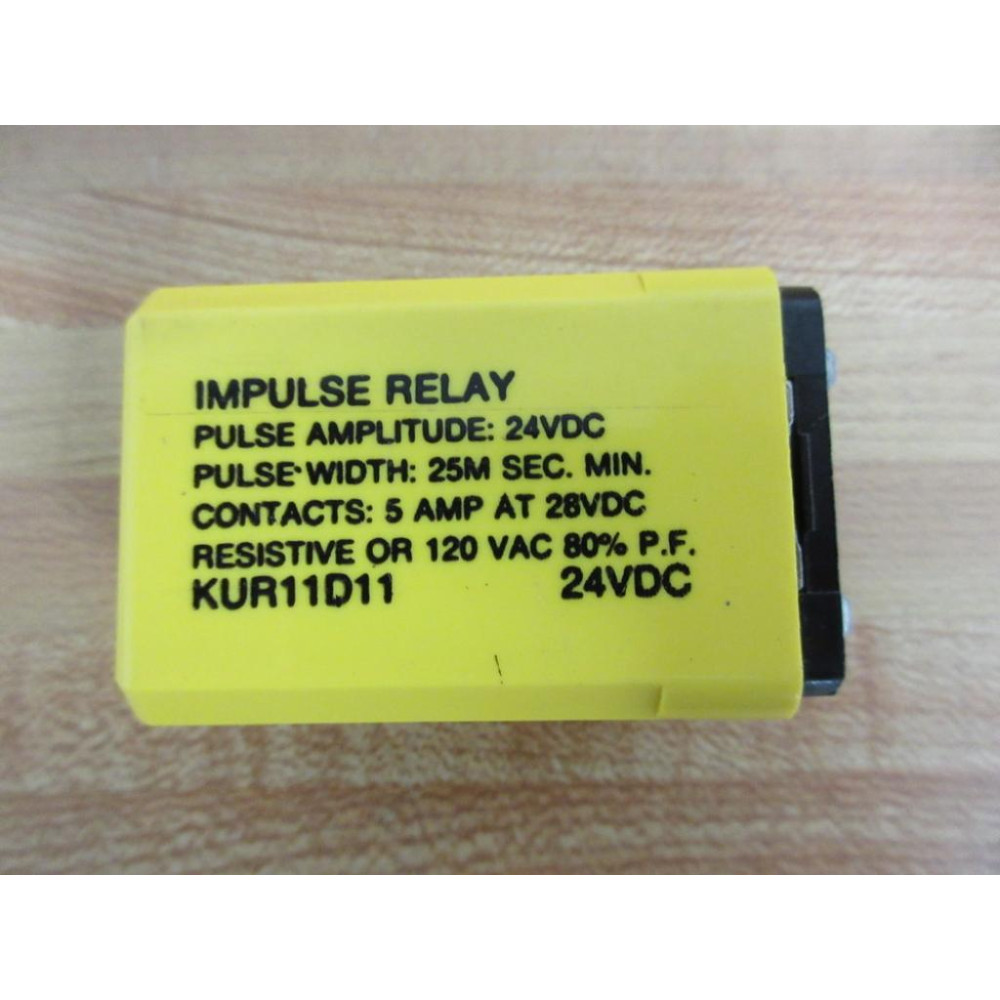 IMPULSE RELAY
PULSE AMPLITUDE: 24VDC
PULSE WIDTH: 25M SEC. MIN.
CONTACTS: 5 AMP AT 28VDC
RESISTIVE OR 120 VAC 80% P.F.
KUR11D11 24VDC